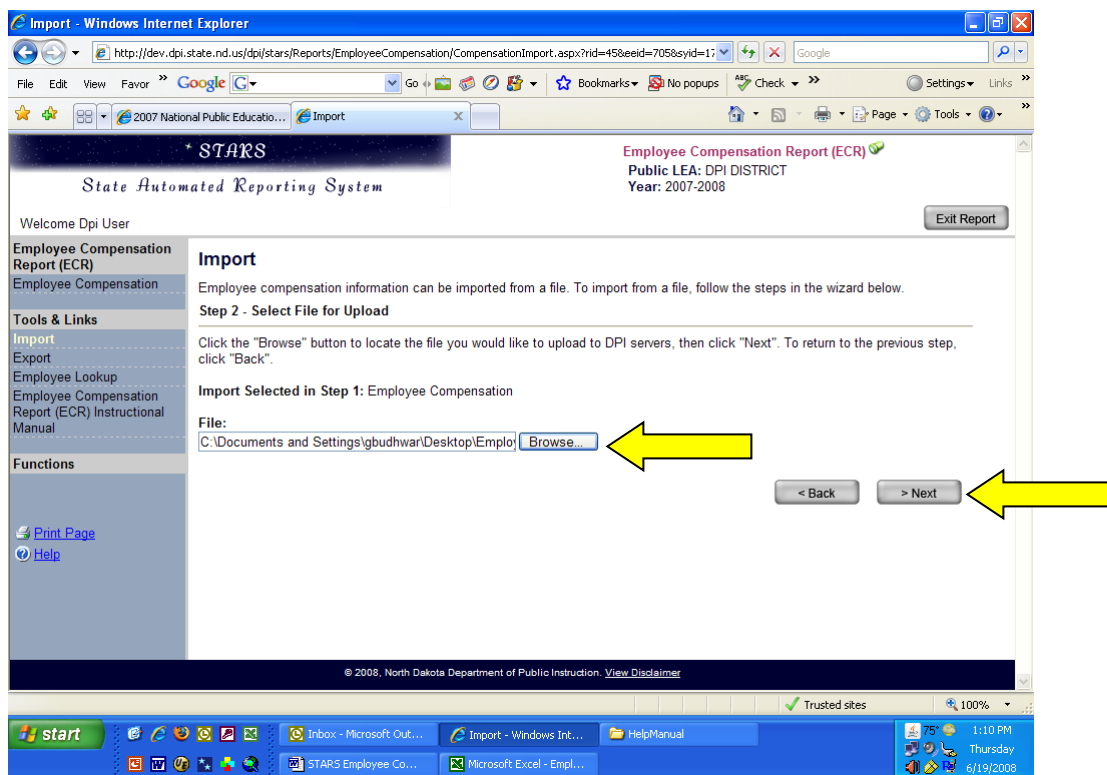 Import - Windows Internet Explorer
http://dev.dpi.state.nd.us/dpi/stars/Reports/EmployeeCompensation/CompensationImport.aspx?rid=45&eeid=705&syid=17
Google
File Edit View Favor » Google G Go Bookmarks No popups ABC Check » Settings Links »
2007 National Public Educatio... Import x Page Tools »
* STARS
State Automated Reporting System
Employee Compensation Report (ECR)
Public LEA: DPI DISTRICT
Year: 2007-2008
Welcome Dpi User
Exit Report
Employee Compensation
Report (ECR)
Employee Compensation
Tools & Links
Import
Export
Employee Lookup
Employee Compensation
Report (ECR) Instructional
Manual
Functions
Print Page
Help
Import
Employee compensation information can be imported from a file. To import from a file, follow the steps in the wizard below.
Step 2 - Select File for Upload
Click the "Browse" button to locate the file you would like to upload to DPI servers, then click "Next". To return to the previous step,
click "Back".
Import Selected in Step 1: Employee Compensation
File:
C:\Documents and Settings\gbudhwar\Desktop\Employ Browse...
< Back > Next
© 2008, North Dakota Department of Public Instruction. View Disclaimer
Trusted sites 100%
start Inbox - Microsoft Out... Import - Windows Int... HelpManual 75° 1:10 PM
Thursday
STARS Employee Co... Microsoft Excel - Empl... 6/19/2008